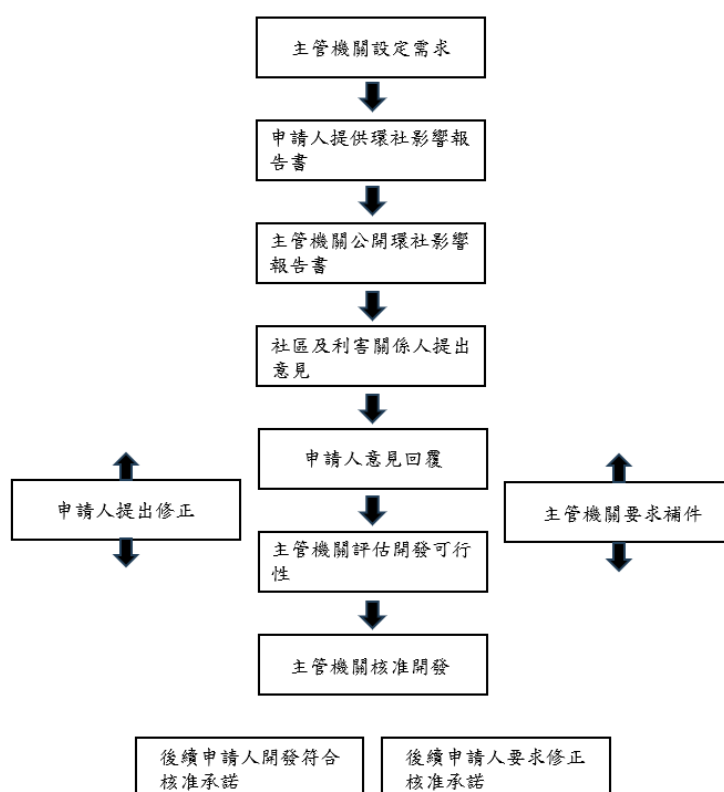 主管機關設定需求
申請人提供環社影響報
告書
主管機關公開環社影響
報告書
社區及利害關係人提出
意見
申請人意見回覆
申請人提出修正
主管機關要求補件
主管機關評估開發可行
性
主管機關核准開發
後續申請人開發符合
核准承諾
後續申請人要求修正
核准承諾